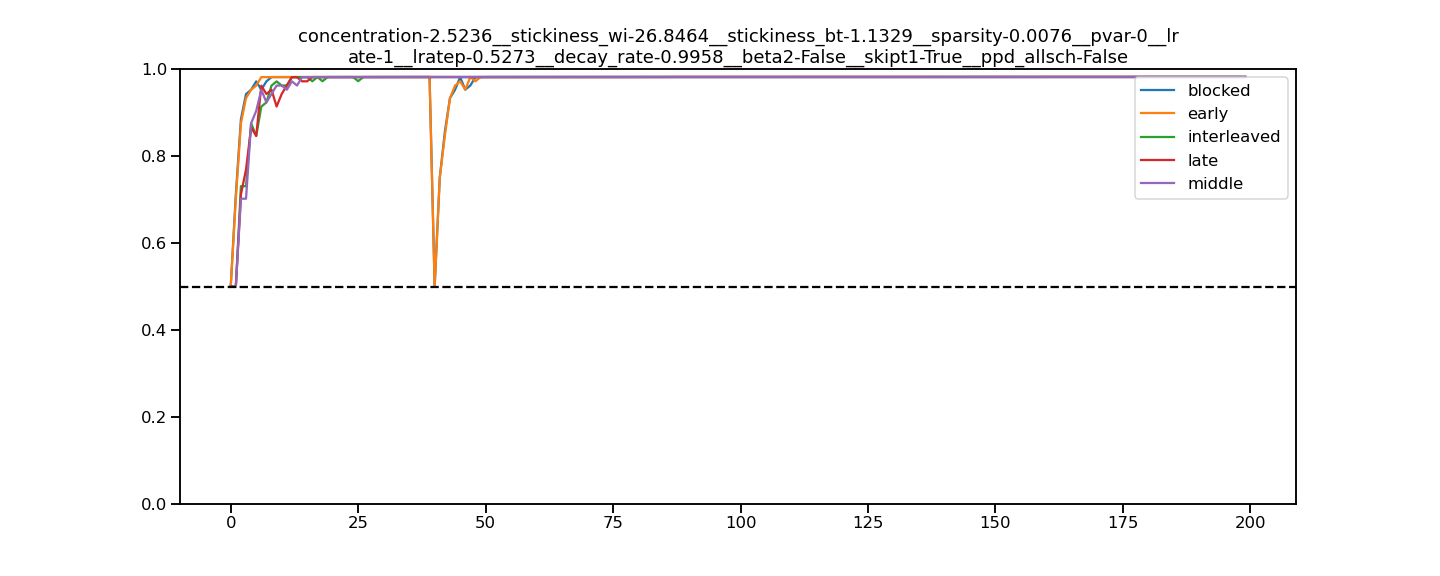 concentration-2.5236__stickiness_wi-26.8464__stickiness_bt-1.1329__sparsity-0.0076__pvar-0__lr
ate-1__lratep-0.5273__decay_rate-0.9958__beta2-False__skipt1-True__ppd_allsch-False
1.0
0.8
0.6
0.4
0.2
0.0
blocked
early
interleaved
late
middle
0 25 50 75 100 125 150 175 200